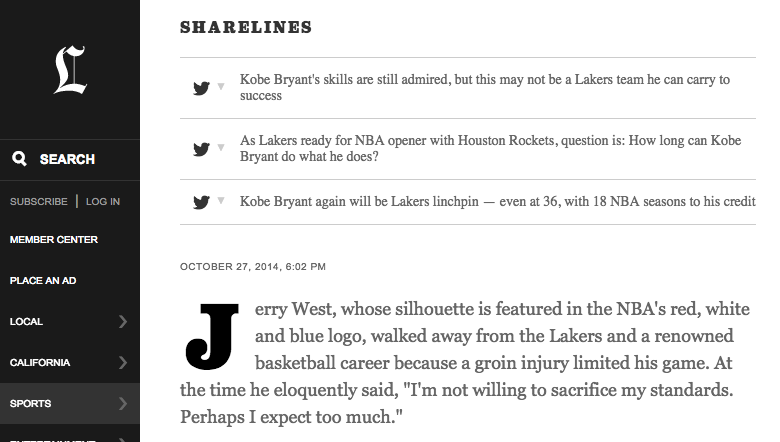 L
SEARCH
SUBSCRIBE | LOG IN
MEMBER CENTER
PLACE AN AD
LOCAL
CALIFORNIA
SPORTS
ENTERTAINMENT
SHARELINES
Kobe Bryant's skills are still admired, but this may not be a Lakers team he can carry to
success
As Lakers ready for NBA opener with Houston Rockets, question is: How long can Kobe
Bryant do what he does?
Kobe Bryant again will be Lakers linchpin — even at 36, with 18 NBA seasons to his credit
OCTOBER 27, 2014, 6:02 PM
Jerry West, whose silhouette is featured in the NBA's red, white
and blue logo, walked away from the Lakers and a renowned
basketball career because a groin injury limited his game. At
the time he eloquently said, "I'm not willing to sacrifice my standards.
Perhaps I expect too much."